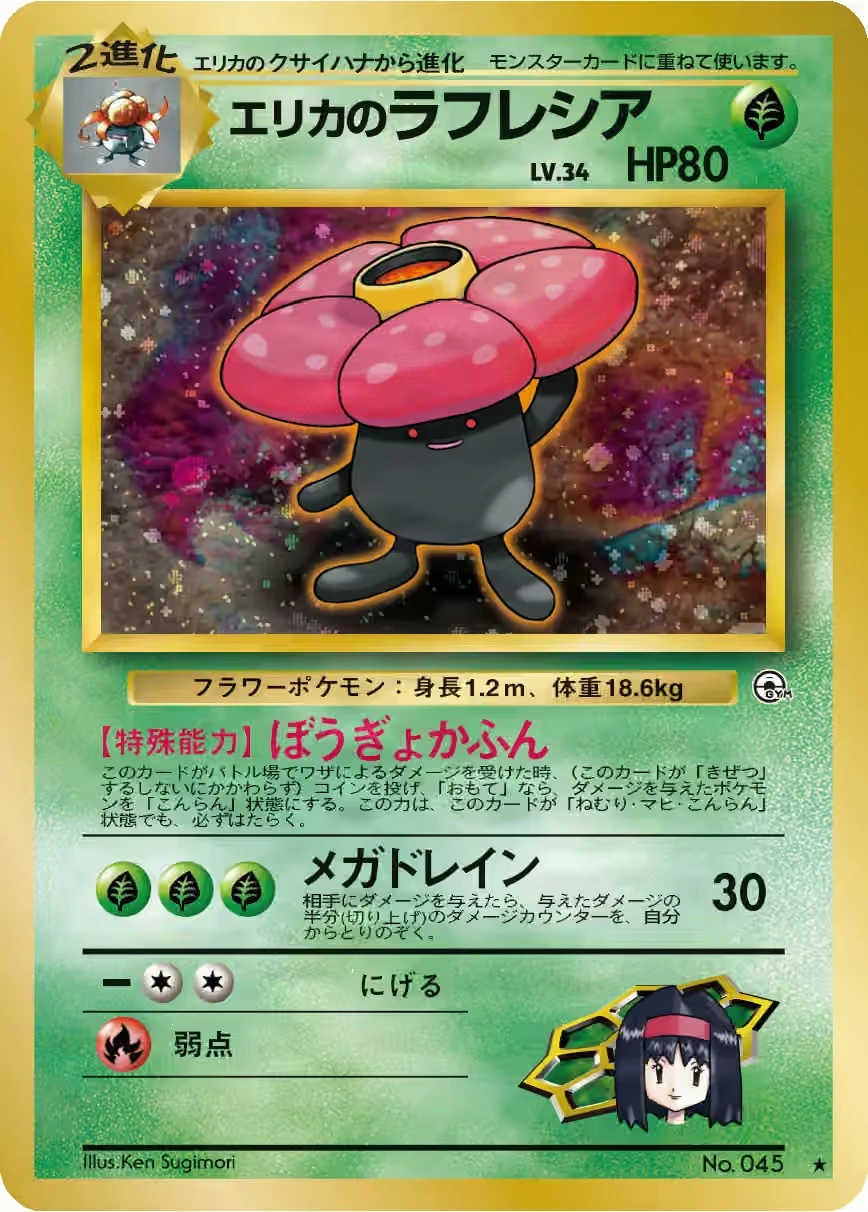 2進化 エリカのクサイハナから進化 モンスターカードに重ねて使います。
エリカのラフレシア
LV.34 HP80
フラワーポケモン:身長1.2m、体重18.6kg
GYM
【特殊能力】ぼうぎょかふん
このカードがバトル場でワザによるダメージを受けた時、(このカードが「きぜつ」
するしないにかかわらず)コインを投げ、「おもて」なら、ダメージを与えたポケモ
ンを「こんらん」状態にする。この力は、このカードが「ねむり・マヒ・こんらん」
状態でも、必ずはたらく。
メガドレイン 30
相手にダメージを与えたら、与えたダメージの
半分(切り上げ)のダメージカウンターを、自分
からとりのぞく。
にげる
弱点
Illus.Ken Sugimori No. 045 ★